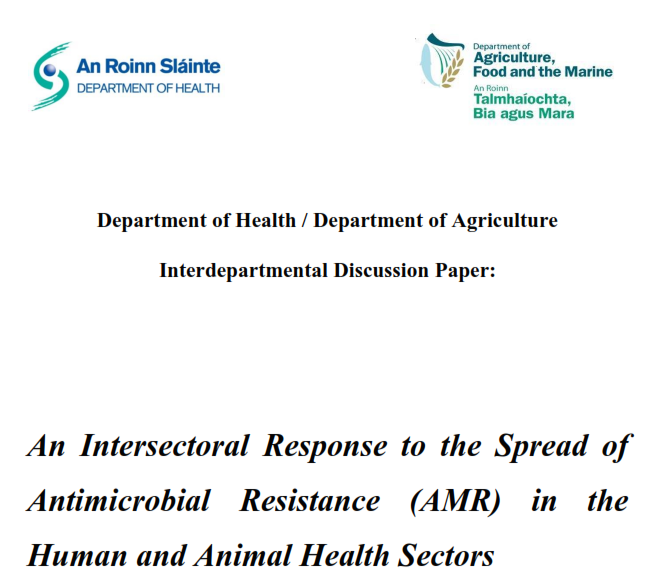 An Roinn Sláinte
DEPARTMENT OF HEALTH
Department of
Agriculture,
Food and the Marine
An Roinn
Talmhaíochta,
Bia agus Mara
Department of Health / Department of Agriculture
Interdepartmental Discussion Paper:
An Intersectoral Response to the Spread of
Antimicrobial Resistance (AMR) in the
Human and Animal Health Sectors